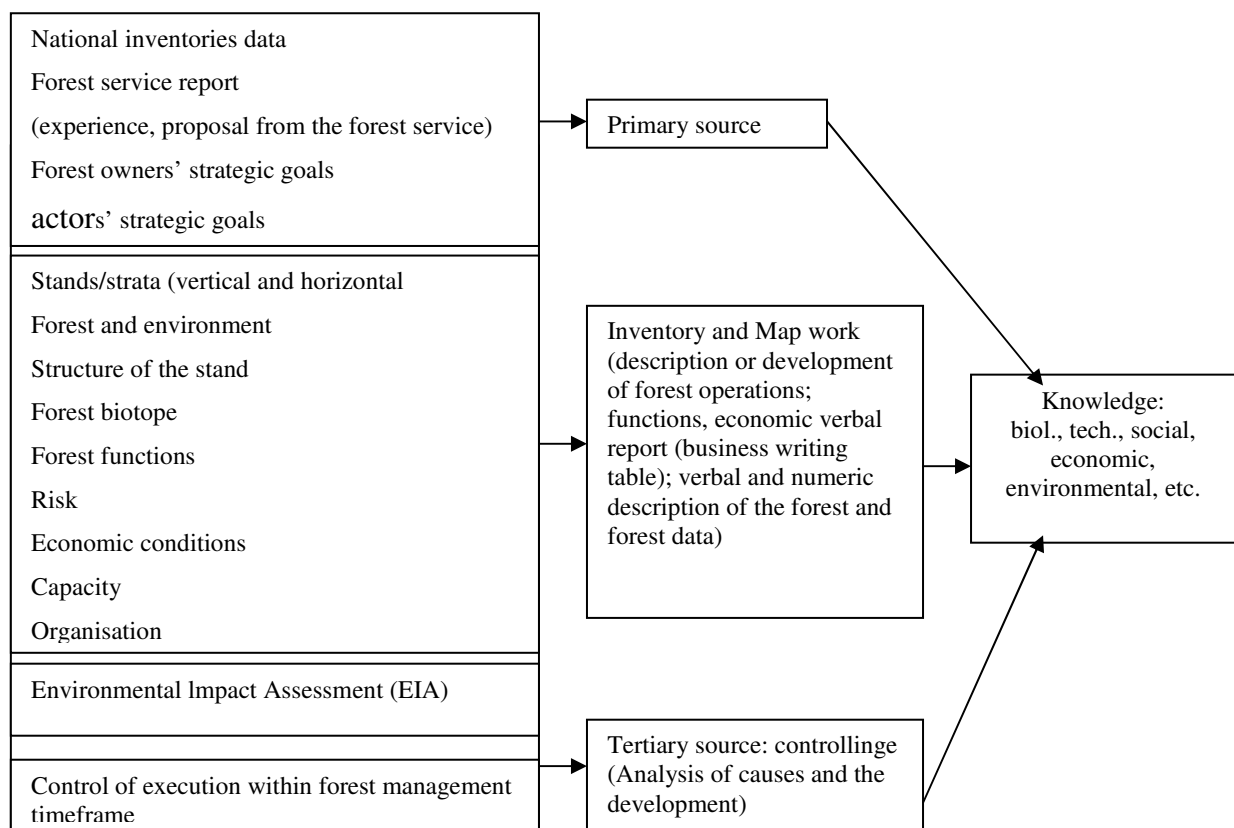 National inventories data
Forest service report
(experience, proposal from the forest service)
Forest owners’ strategic goals
actors’ strategic goals
Primary source
Stands/strata (vertical and horizontal
Forest and environment
Structure of the stand
Forest biotope
Forest functions
Risk
Economic conditions
Capacity
Organisation
Inventory and Map work
(description or development
of forest operations;
functions, economic verbal
report (business writing
table); verbal and numeric
description of the forest and
forest data)
Knowledge:
biol., tech., social,
economic,
environmental, etc.
Environmental Impact Assessment (EIA)
Control of execution within forest management
timeframe
Tertiary source: controllinge
(Analysis of causes and the
development)